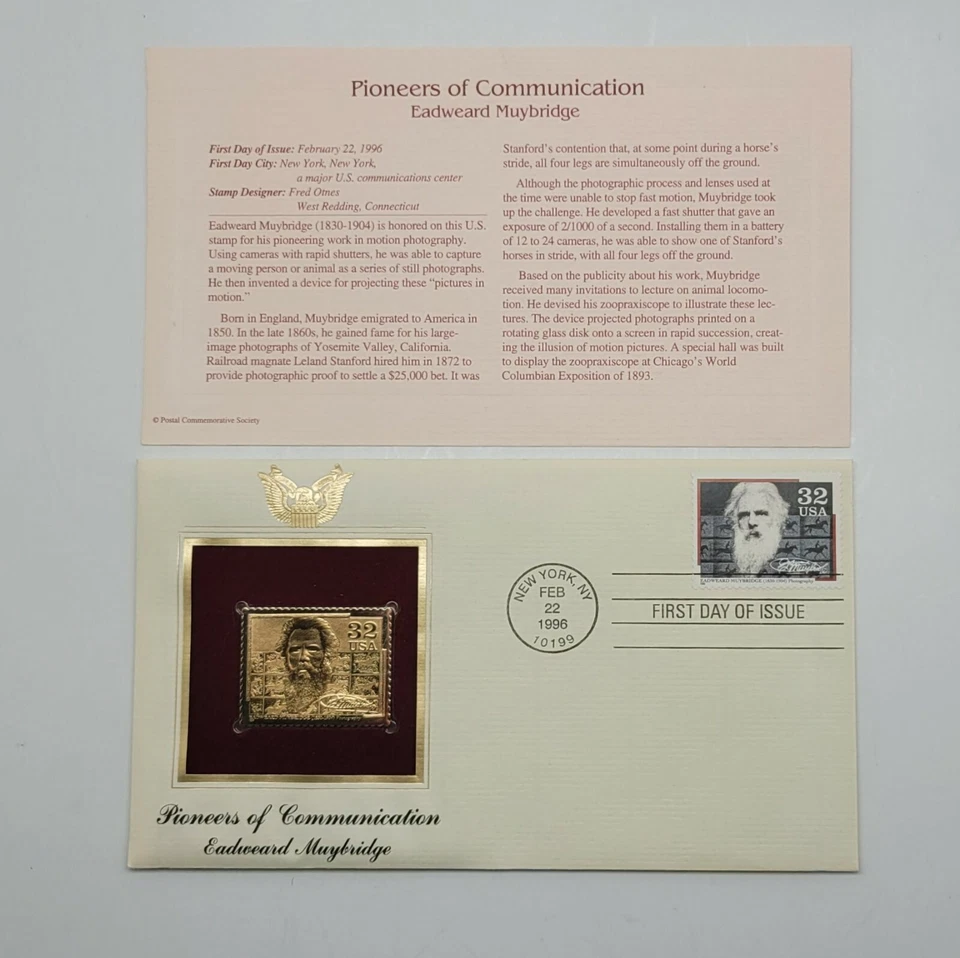 Pioneers of Communication
Eadweard Muybridge
First Day of Issue: February 22, 1996
First Day City: New York, New York,
a major U.S. communications center
Stamp Designer: Fred Otnes
West Redding, Connecticut
Eadweard Muybridge (1830-1904) is honored on this U.S.
stamp for his pioneering work in motion photography.
Using cameras with rapid shutters, he was able to capture
a moving person or animal as a series of still photographs.
He then invented a device for projecting these “pictures in
motion.”
Born in England, Muybridge emigrated to America in
1850. In the late 1860s, he gained fame for his large-
image photographs of Yosemite Valley, California.
Railroad magnate Leland Stanford hired him in 1872 to
provide photographic proof to settle a $25,000 bet. It was
Stanford’s contention that, at some point during a horse’s
stride, all four legs are simultaneously off the ground.
Although the photographic process and lenses used at
the time were unable to stop fast motion, Muybridge took
up the challenge. He developed a fast shutter that gave an
exposure of 2/1000 of a second. Installing them in a battery
of 12 to 24 cameras, he was able to show one of Stanford’s
horses in stride, with all four legs off the ground.
Based on the publicity about his work, Muybridge
received many invitations to lecture on animal locomo-
tion. He devised his zoopraxiscope to illustrate these lec-
tures. The device projected photographs printed on a
rotating glass disk onto a screen in rapid succession, creat-
ing the illusion of motion pictures. A special hall was built
to display the zoopraxiscope at Chicago’s World
Columbian Exposition of 1893.
© Postal Commemorative Society
32
USA
EADWEARD MUYBRIDGE (1830-1904) Photography
NEW YORK, NY
FEB
22
1996
10199
FIRST DAY OF ISSUE
32
USA
Pioneers of Communication
Eadweard Muybridge